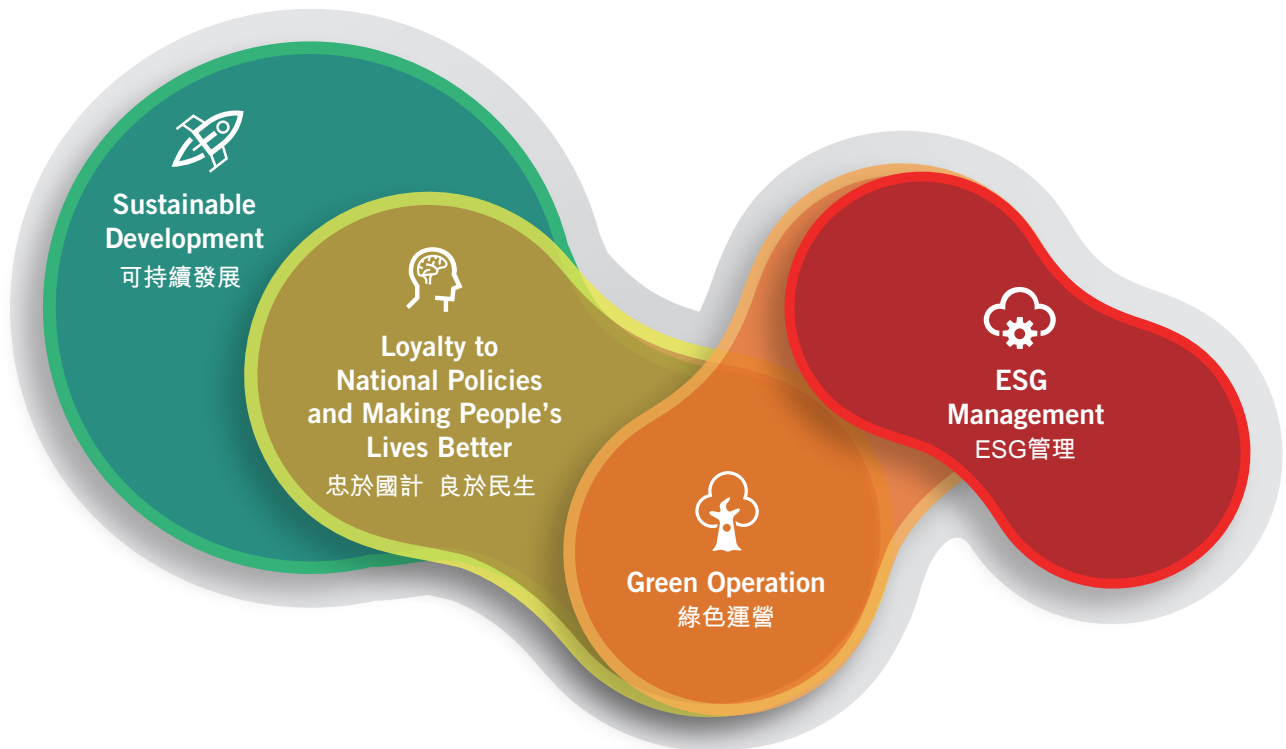 Sustainable
Development
可持續發展
Loyalty to
National Policies
and Making People's
Lives Better
忠於國計 良於民生
Green Operation
綠色運營
ESG
Management
ESG管理